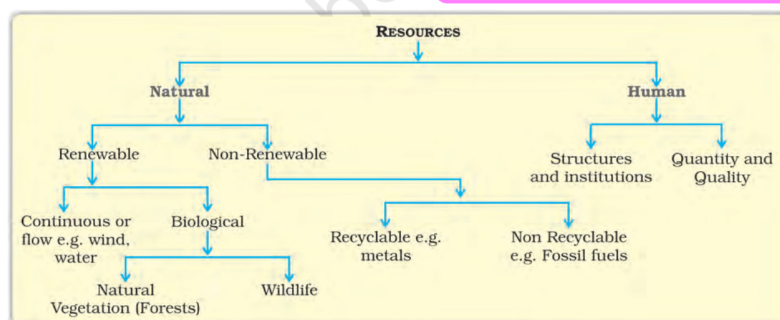 RESOURCES
Natural
Human
Renewable
Non-Renewable
Structures
and institutions
Quantity and
Quality
Continuous or
flow e.g. wind,
water
Biological
Recyclable e.g.
metals
Non Recyclable
e.g. Fossil fuels
Natural
Vegetation (Forests)
Wildlife